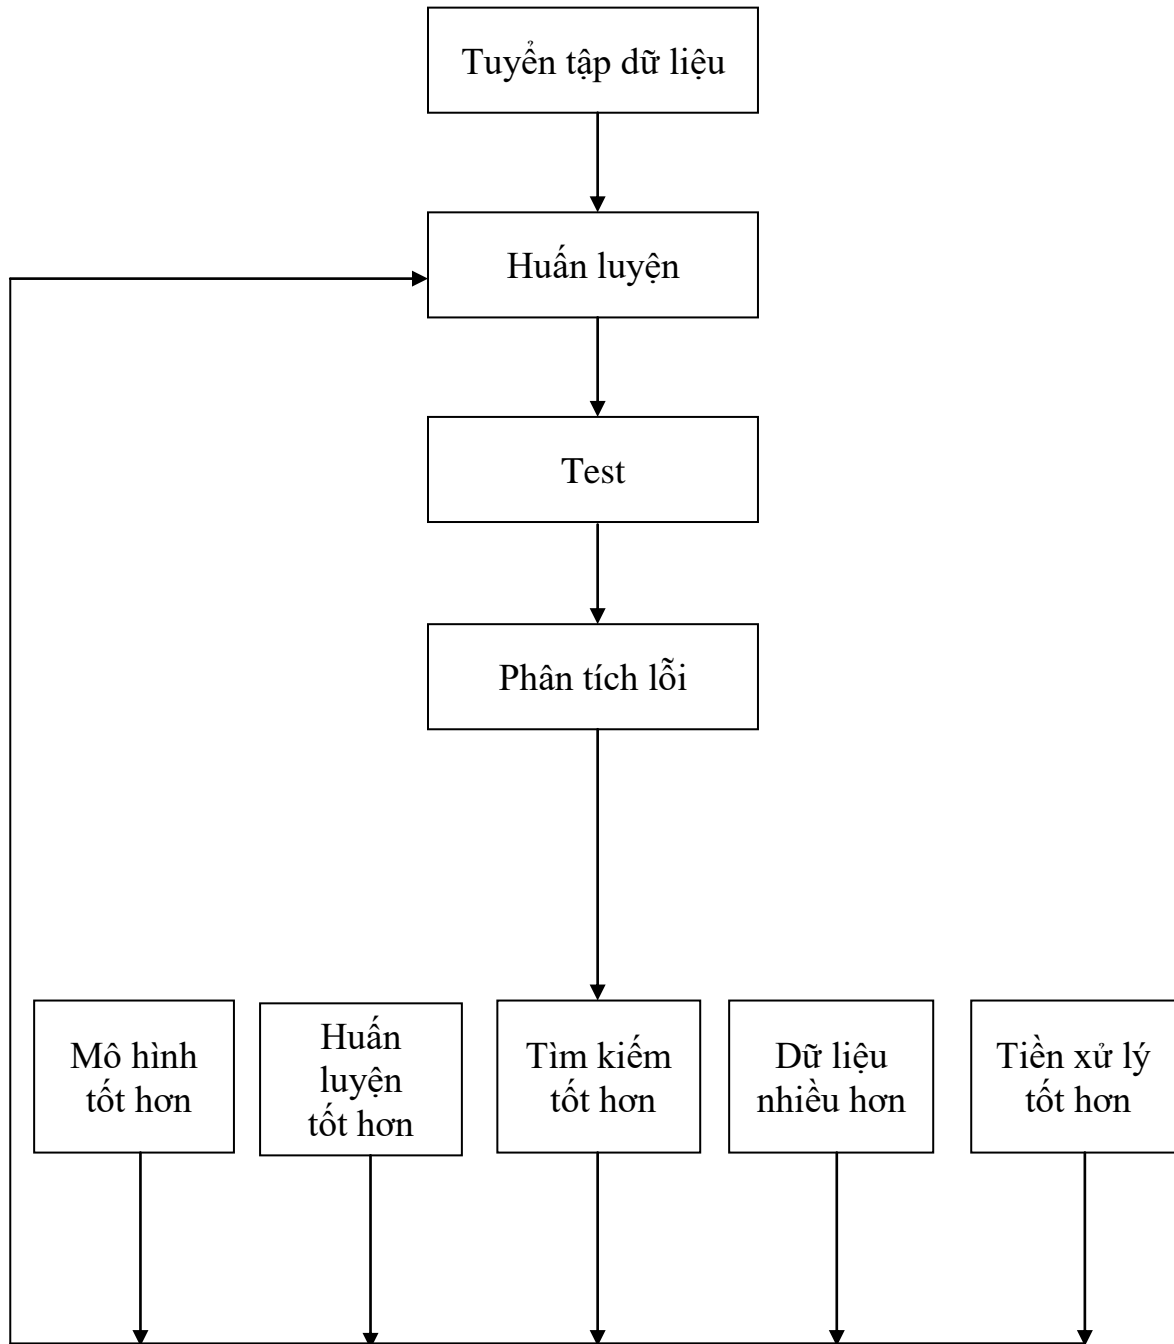 Tuyển tập dữ liệu
Huấn luyện
Test
Phân tích lỗi
Mô hình
tốt hơn
Huấn
luyện
tốt hơn
Tìm kiếm
tốt hơn
Dữ liệu
nhiều hơn
Tiền xử lý
tốt hơn